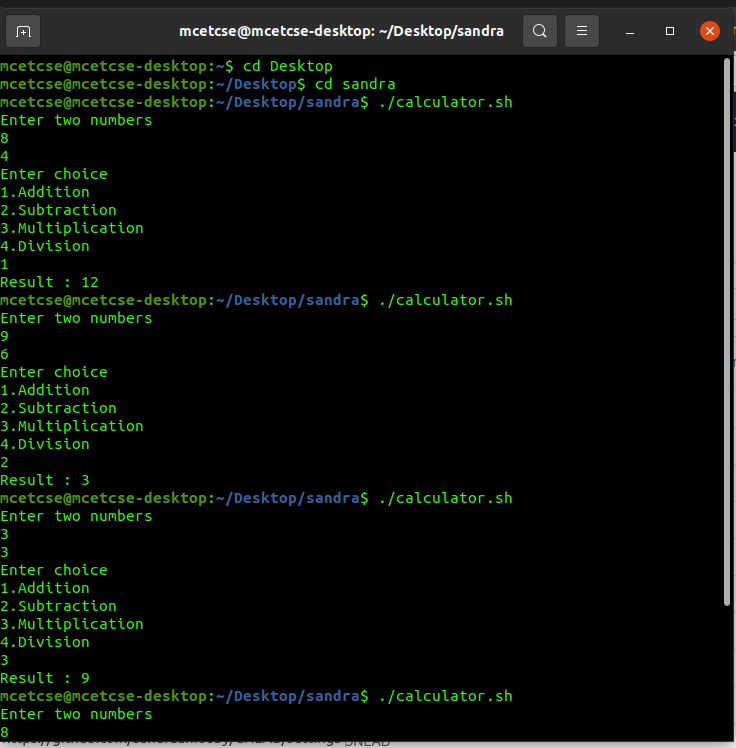 mcetcse@mcetcse-desktop: ~/Desktop/sandra
mcetcse@mcetcse-desktop:~$ cd Desktop
mcetcse@mcetcse-desktop:~/Desktop$ cd sandra
mcetcse@mcetcse-desktop:~/Desktop/sandra$ ./calculator.sh
Enter two numbers
8
4
Enter choice
1.Addition
2.Subtraction
3.Multiplication
4.Division
1
Result : 12
mcetcse@mcetcse-desktop:~/Desktop/sandra$ ./calculator.sh
Enter two numbers
9
6
Enter choice
1.Addition
2.Subtraction
3.Multiplication
4.Division
2
Result : 3
mcetcse@mcetcse-desktop:~/Desktop/sandra$ ./calculator.sh
Enter two numbers
3
3
Enter choice
1.Addition
2.Subtraction
3.Multiplication
4.Division
3
Result : 9
mcetcse@mcetcse-desktop:~/Desktop/sandra$ ./calculator.sh
Enter two numbers
8